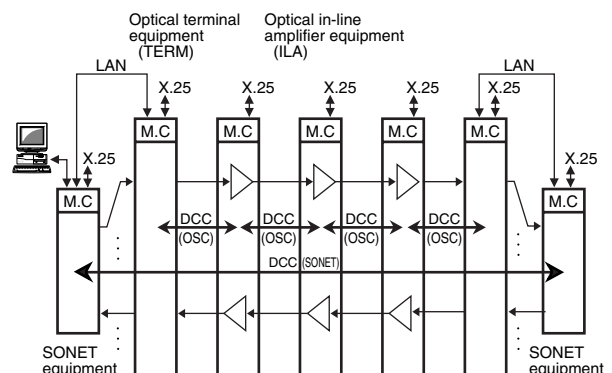 Optical terminal
equipment
(TERM)
Optical in-line
amplifier equipment
(ILA)
LAN
LAN
X.25
X.25
X.25
X.25
X.25
M.C
M.C
M.C
M.C
M.C
X.25
X.25
M.C
M.C
DCC
(OSC)
DCC
(OSC)
DCC
(OSC)
DCC
(OSC)
DCC (SONET)
SONET
equipment
SONET
equipment